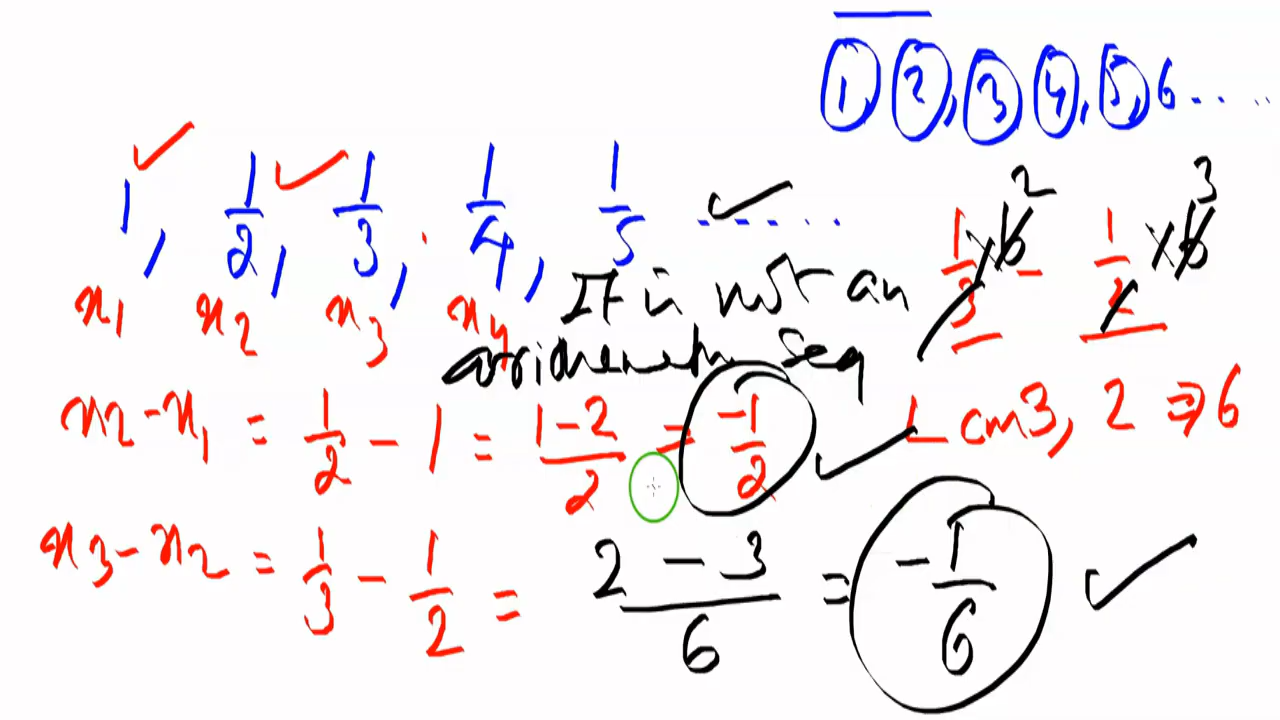 1, 2, 3, 4, 5, 6.....
1, 1/2, 1/3, 1/4, 1/5 .......
x1 x2 x3 x4
It is not an
arithemetic seq
1/3 x 6 2 - 1/2 x 6 3
L cm 3, 2 ⇒ 6
x2 - x1 = 1/2 - 1 = 1-2/2 = -1/2
x3 - x2 = 1/3 - 1/2 = 2 - 3/6 = -1/6